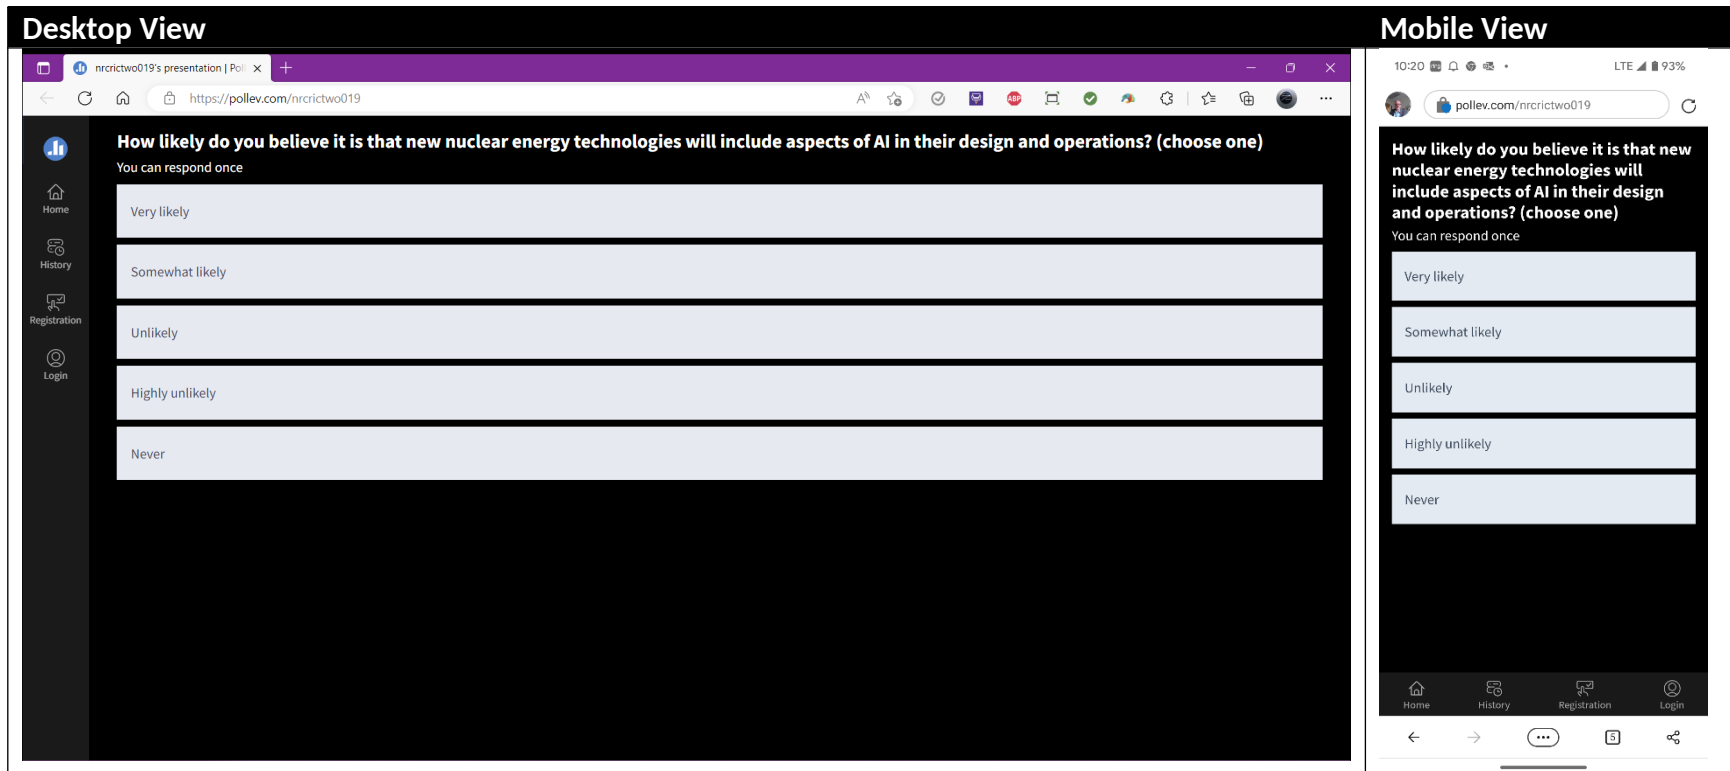 Desktop View
nrcrictwo019's presentation | Pol
https://pollev.com/nrcrictwo019
ABP
How likely do you believe it is that new nuclear energy technologies will include aspects of AI in their design and operations? (choose one)
You can respond once
Home
History
Registration
Login
Very likely
Somewhat likely
Unlikely
Highly unlikely
Never
Mobile View
10:20
LTE
93%
pollev.com/nrcrictwo019
How likely do you believe it is that new
nuclear energy technologies will
include aspects of AI in their design
and operations? (choose one)
You can respond once
Very likely
Somewhat likely
Unlikely
Highly unlikely
Never
Home
History
Registration
Login
5